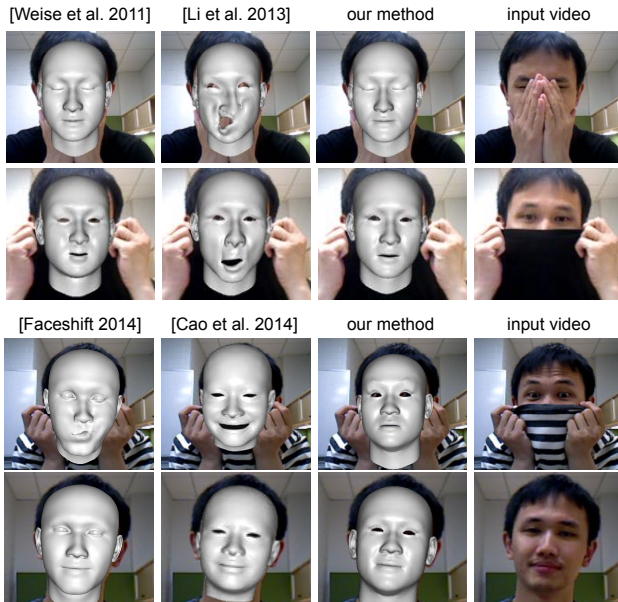 [Weise et al. 2011] [Li et al. 2013] our method input video
[Faceshift 2014] [Cao et al. 2014] our method input video